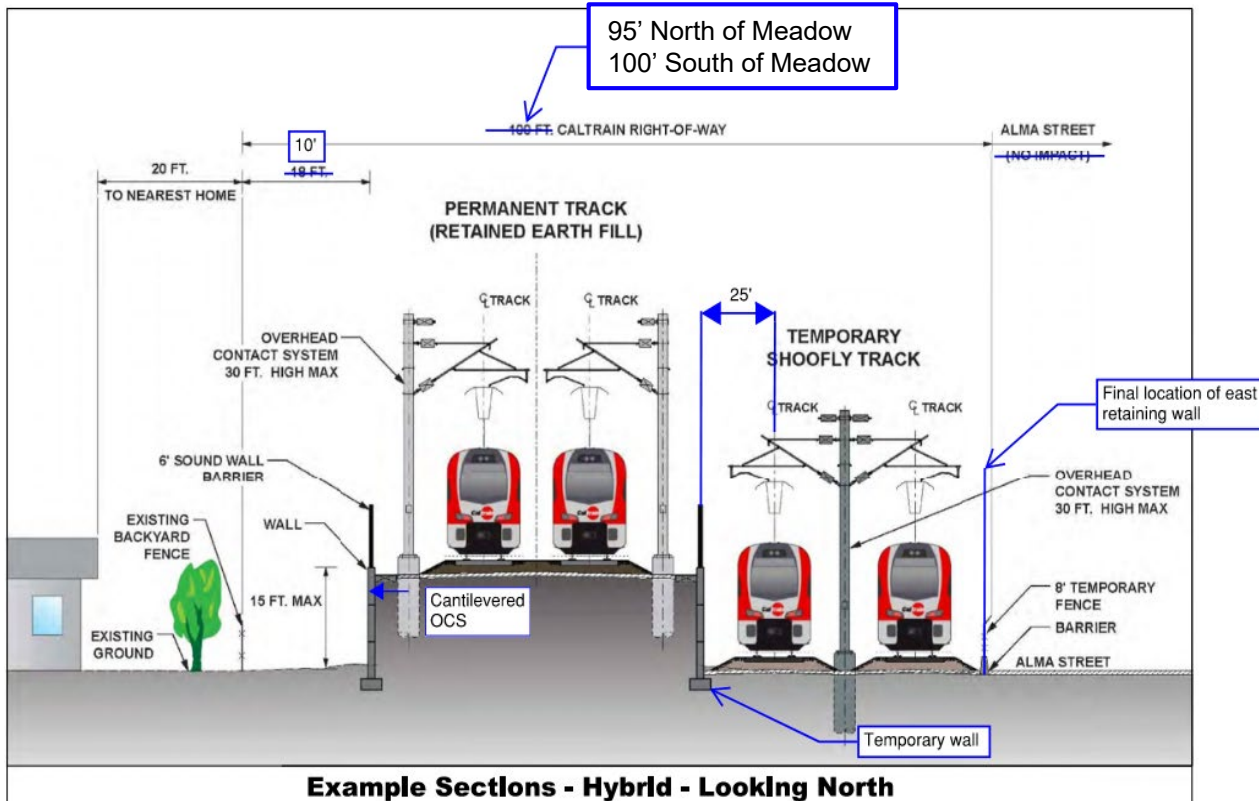 95’ North of Meadow
100’ South of Meadow
100 FT. CALTRAIN RIGHT-OF-WAY
ALMA STREET
(NO IMPACT)
10'
18 FT.
20 FT.
TO NEAREST HOME
PERMANENT TRACK
(RETAINED EARTH FILL)
℄ TRACK
℄ TRACK
25'
TEMPORARY
SHOOFLY TRACK
OVERHEAD
CONTACT SYSTEM
30 FT. HIGH MAX
℄ TRACK
℄ TRACK
Final location of east
retaining wall
6' SOUND WALL
BARRIER
OVERHEAD
CONTACT SYSTEM
30 FT. HIGH MAX
EXISTING
BACKYARD
FENCE
WALL
15 FT. MAX
Cantilevered
OCS
8' TEMPORARY
FENCE
BARRIER
EXISTING
GROUND
ALMA STREET
Temporary wall
Example Sections - Hybrid - Looking North